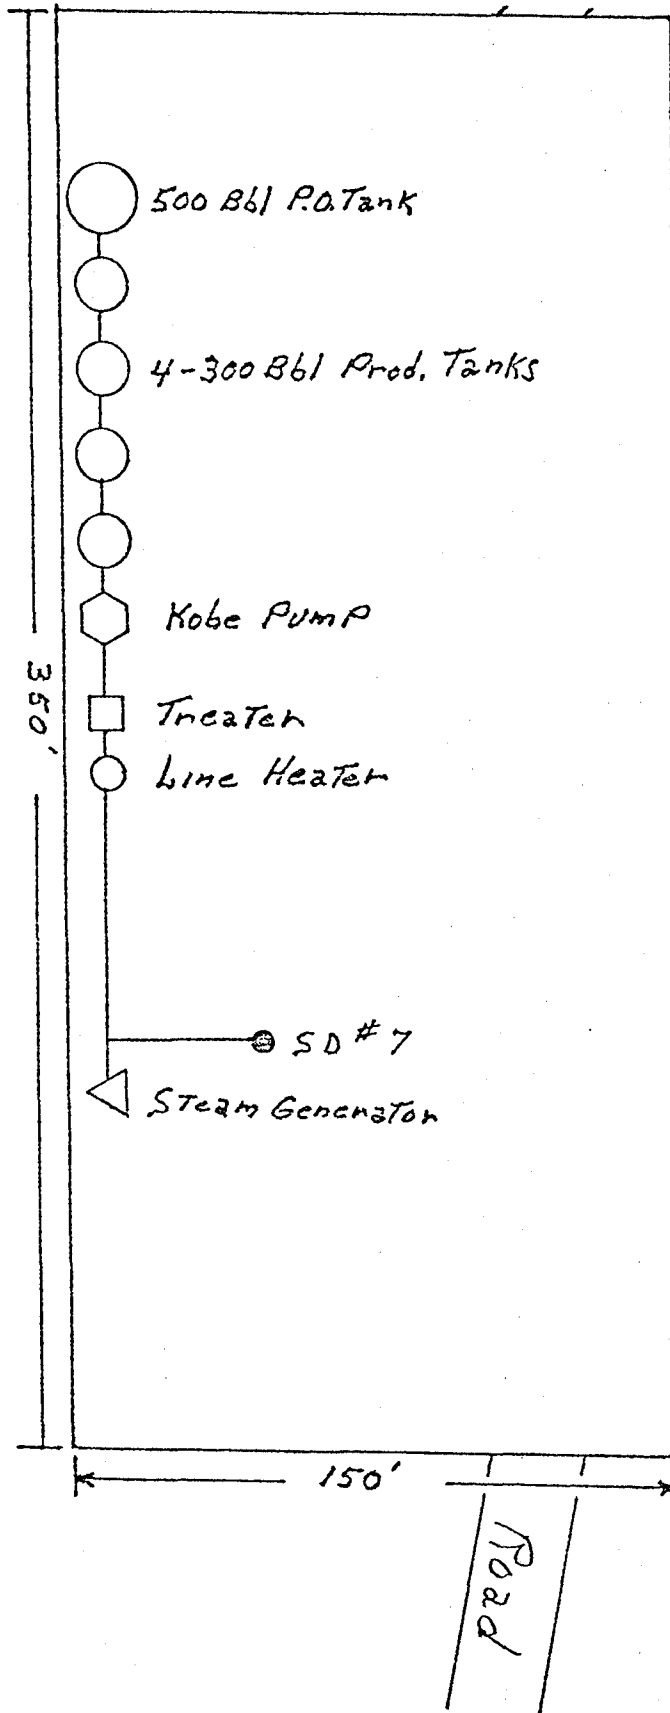 500 Bbl P.O. Tank
4-300 Bbl Prod. Tanks
Kobe Pump
350'
Treater
Line Heater
SD #7
Steam Generator
150'
Road